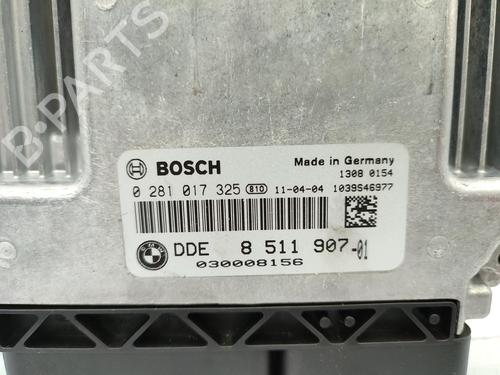 B-PARTS
BOSCH
Made in Germany
1308 0154
0 281 017 325 810 11-04-04 1039S46977
DDE 8 511 907-01
030008156